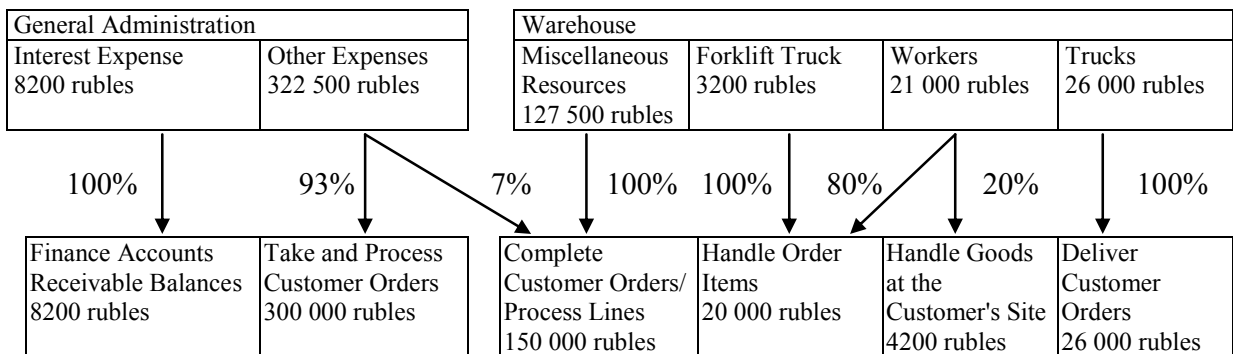 General Administration
Interest Expense
8200 rubles
Other Expenses
322 500 rubles
Warehouse
Miscellaneous
Resources
127 500 rubles
Forklift Truck
3200 rubles
Workers
21 000 rubles
Trucks
26 000 rubles
100%
93%
7%
100%
100%
80%
20%
100%
Finance Accounts
Receivable Balances
8200 rubles
Take and Process
Customer Orders
300 000 rubles
Complete
Customer Orders/
Process Lines
150 000 rubles
Handle Order
Items
20 000 rubles
Handle Goods
at the
Customer's Site
4200 rubles
Deliver
Customer
Orders
26 000 rubles